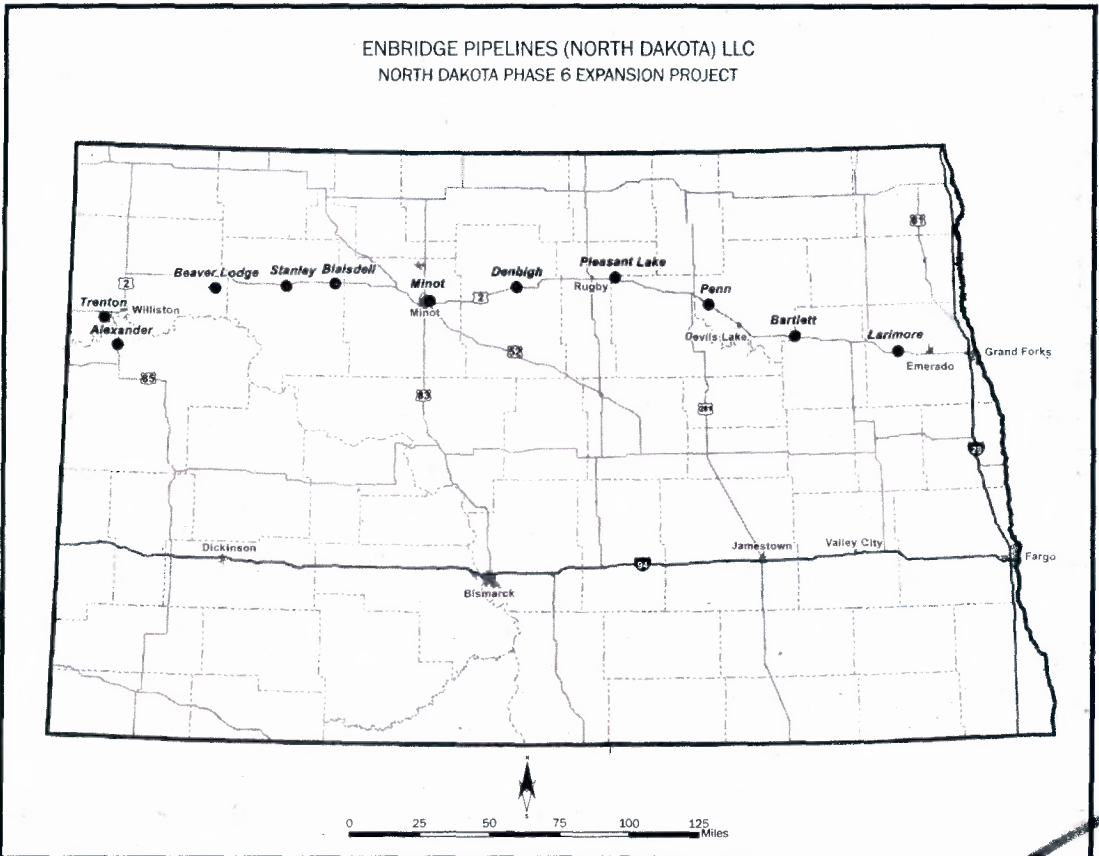 ENBRIDGE PIPELINES (NORTH DAKOTA) LLC
NORTH DAKOTA PHASE 6 EXPANSION PROJECT
81
Pleasant Lake
Beaver Lodge
Stanley
Blaisdell
Denbigh
2
Minot
2
Rugby
Penn
Trenton
Williston
Minot
Alexander
Bartlett
Devils Lake
Larimore
52
Grand Forks
Emerado
85
83
281
29
Dickinson
Jamestown
Valley City
Fargo
94
Bismarck
N
S
0 25 50 75 100 125
Miles